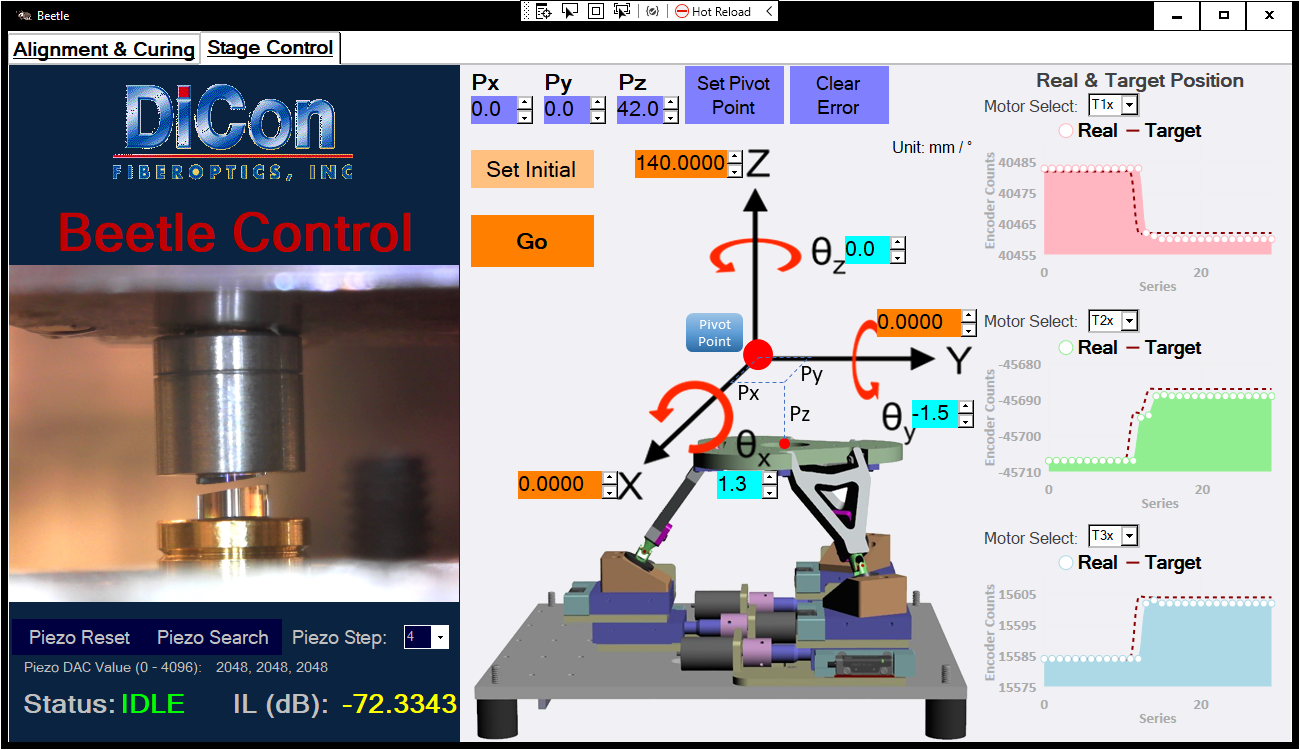 Beetle
Hot Reload
Alignment & Curing
Stage Control
DiCon
FIBEROPTICS, INC
Beetle Control
Piezo Reset
Piezo Search
Piezo Step:
4
Piezo DAC Value (0 - 4096): 2048, 2048, 2048
Status: IDLE
IL (dB): -72.3343
Px
Py
Pz
0.0
0.0
42.0
Set Pivot
Point
Clear
Error
Unit: mm / °
Set Initial
140.0000
Z
Go
θz
0.0
Pivot
Point
0.0000
Y
Py
Px
Pz
θy
-1.5
θx
0.0000
X
1.3
Real & Target Position
Motor Select:
T1x
Real
Target
Encoder Counts
40485
40475
40465
40455
0
20
Series
Motor Select:
T2x
Real
Target
Encoder Counts
-45680
-45690
-45700
-45710
0
20
Series
Motor Select:
T3x
Real
Target
Encoder Counts
15605
15595
15585
15575
0
20
Series